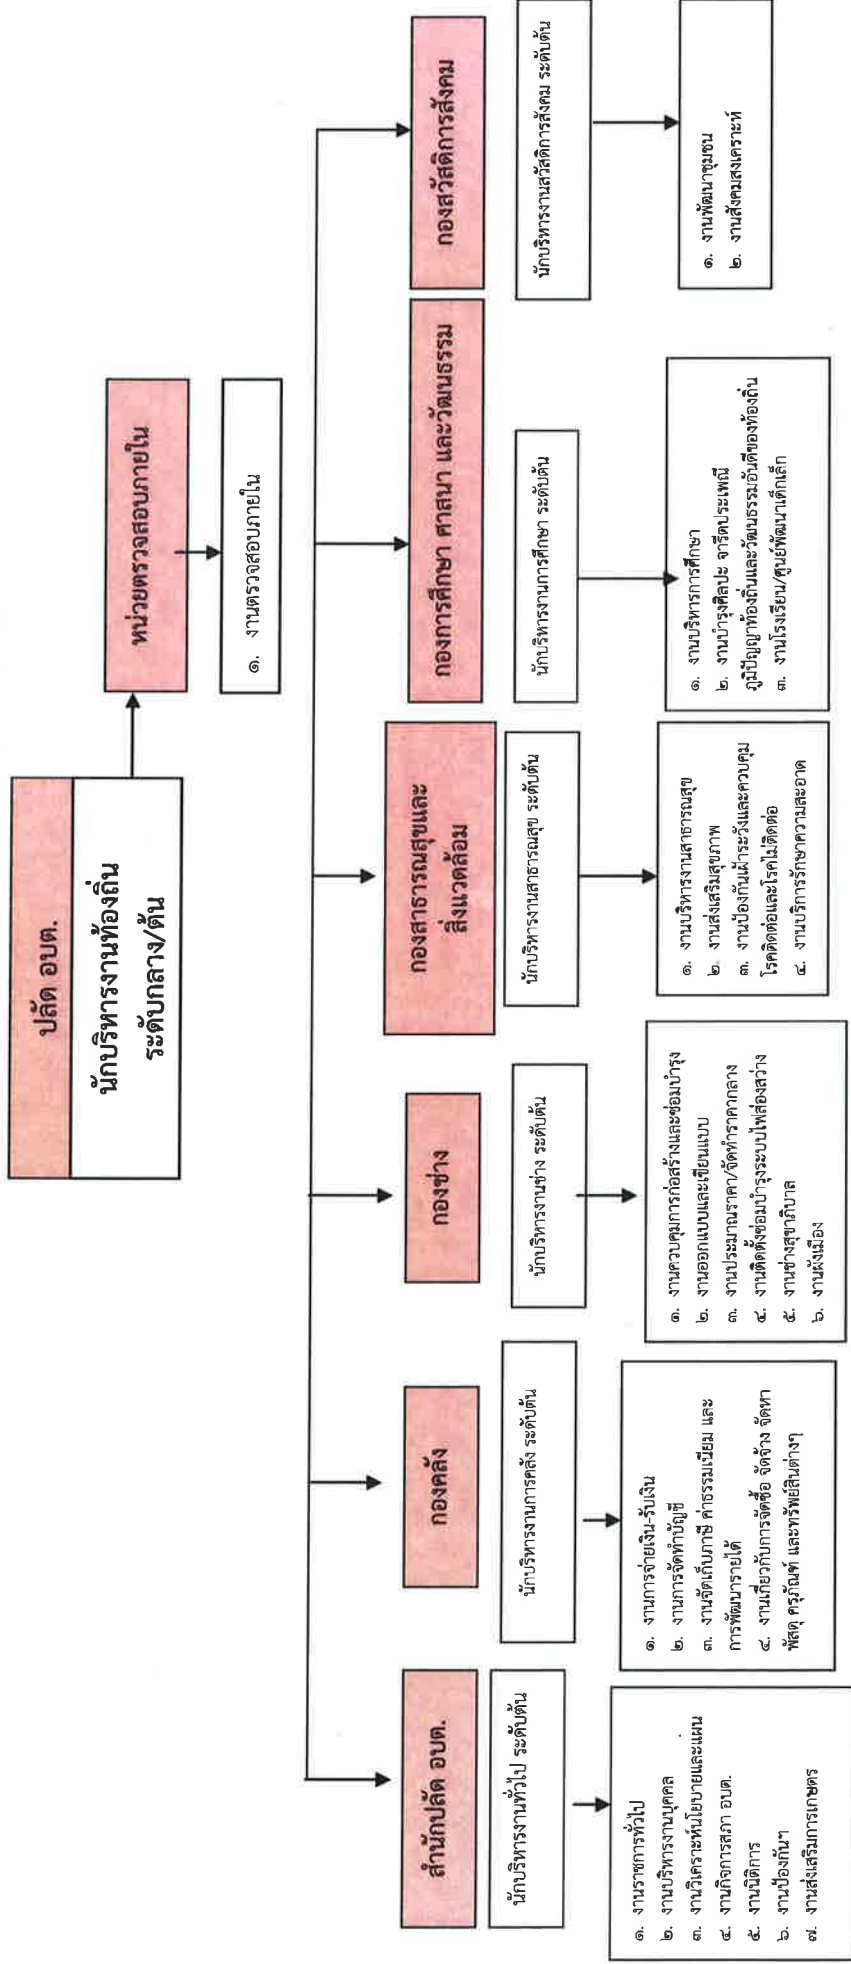 ปลัด อบต.
นักบริหารงานท้องถิ่น
ระดับกลาง/ต้น
หน่วยตรวจสอบภายใน
๑. งานตรวจสอบภายใน
สำนักปลัด อบต.
นักบริหารงานทั่วไป ระดับต้น
๑. งานราชการทั่วไป
๒. งานบริหารงานบุคคล
๓. งานวิเคราะห์นโยบายและแผน
๔. งานกิจการสภา อบต.
๕. งานนิติการ
๖. งานป้องกันฯ
๗. งานส่งเสริมการเกษตร
กองคลัง
นักบริหารงานการคลัง ระดับต้น
๑. งานการจ่ายเงิน-รับเงิน
๒. งานการจัดทำบัญชี
๓. งานจัดเก็บภาษี ค่าธรรมเนียม และ
การพัฒนารายได้
๔. งานเกี่ยวกับการจัดซื้อ จัดจ้าง จัดหา
พัสดุ ครุภัณฑ์ และทรัพย์สินต่างๆ
กองช่าง
นักบริหารงานช่าง ระดับต้น
๑. งานควบคุมการก่อสร้างและซ่อมบำรุง
๒. งานออกแบบและเขียนแบบ
๓. งานประมาณราคา/จัดทำราคากลาง
๔. งานติดตั้งซ่อมบำรุงระบบไฟส่องสว่าง
๕. งานช่างสุขาภิบาล
๖. งานผังเมือง
กองสาธารณสุขและ
สิ่งแวดล้อม
นักบริหารงานสาธารณสุข ระดับต้น
๑. งานบริหารงานสาธารณสุข
๒. งานส่งเสริมสุขภาพ
๓. งานป้องกันเฝ้าระวังและควบคุม
โรคติดต่อและโรคไม่ติดต่อ
๔. งานบริการรักษาความสะอาด
กองการศึกษา ศาสนา และวัฒนธรรม
นักบริหารงานการศึกษา ระดับต้น
๑. งานบริหารการศึกษา
๒. งานบำรุงศิลปะ จารีตประเพณี
ภูมิปัญญาท้องถิ่นและวัฒนธรรมอันดีของท้องถิ่น
๓. งานโรงเรียน/ศูนย์พัฒนาเด็กเล็ก
กองสวัสดิการสังคม
นักบริหารงานสวัสดิการสังคม ระดับต้น
๑. งานพัฒนาชุมชน
๒. งานสังคมสงเคราะห์